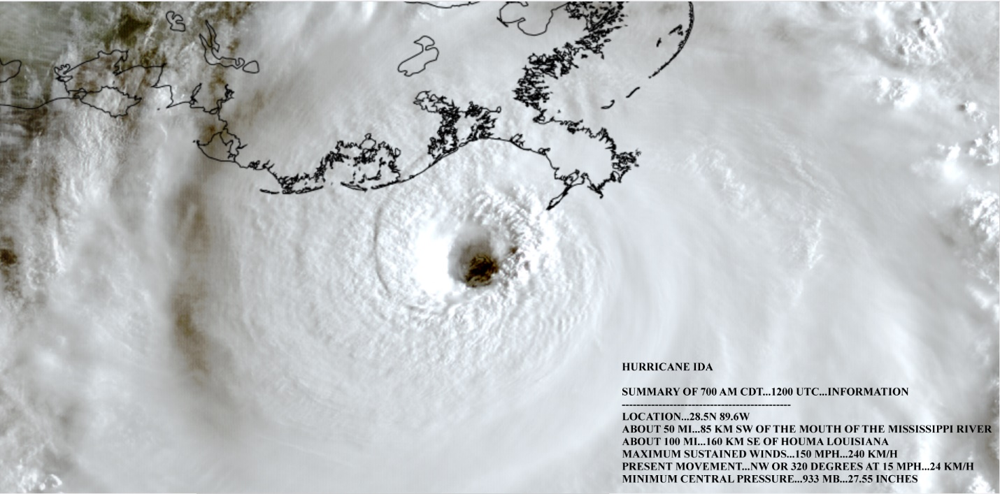 HURRICANE IDA
SUMMARY OF 700 AM CDT...1200 UTC...INFORMATION
----------------------------------------------
LOCATION...28.5N 89.6W
ABOUT 50 MI...85 KM SW OF THE MOUTH OF THE MISSISSIPPI RIVER
ABOUT 100 MI...160 KM SE OF HOUMA LOUISIANA
MAXIMUM SUSTAINED WINDS...150 MPH...240 KM/H
PRESENT MOVEMENT...NW OR 320 DEGREES AT 15 MPH...24 KM/H
MINIMUM CENTRAL PRESSURE...933 MB...27.55 INCHES